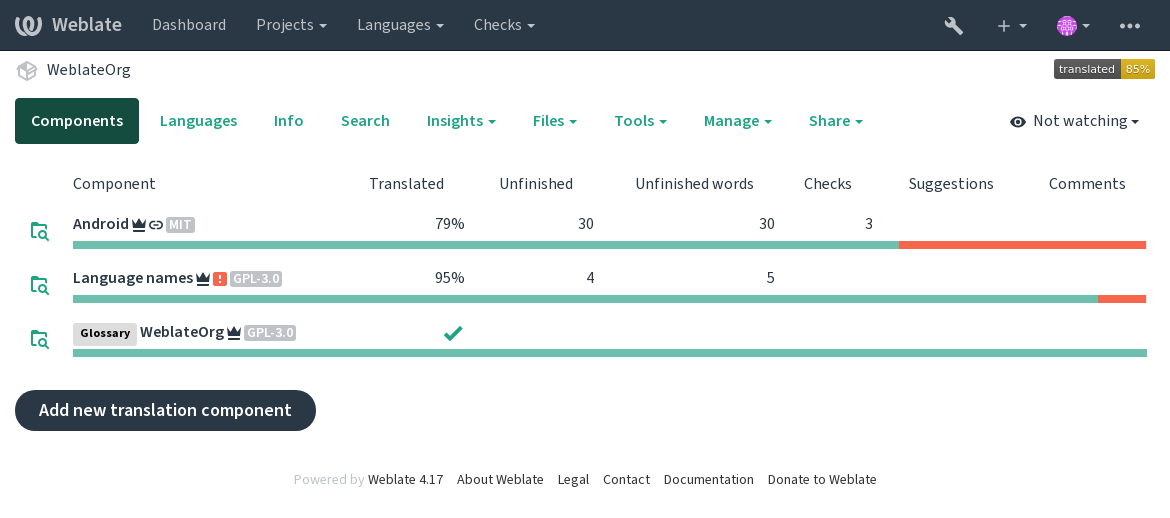 Weblate Dashboard Projects Languages Checks
WeblateOrg translated 85%
Components Languages Info Search Insights Files Tools Manage Share Not watching
Component Translated Unfinished Unfinished words Checks Suggestions Comments
Android MIT 79% 30 30 3
Language names GPL-3.0 95% 4 5
Glossary WeblateOrg GPL-3.0
Add new translation component
Powered by Weblate 4.17 About Weblate Legal Contact Documentation Donate to Weblate